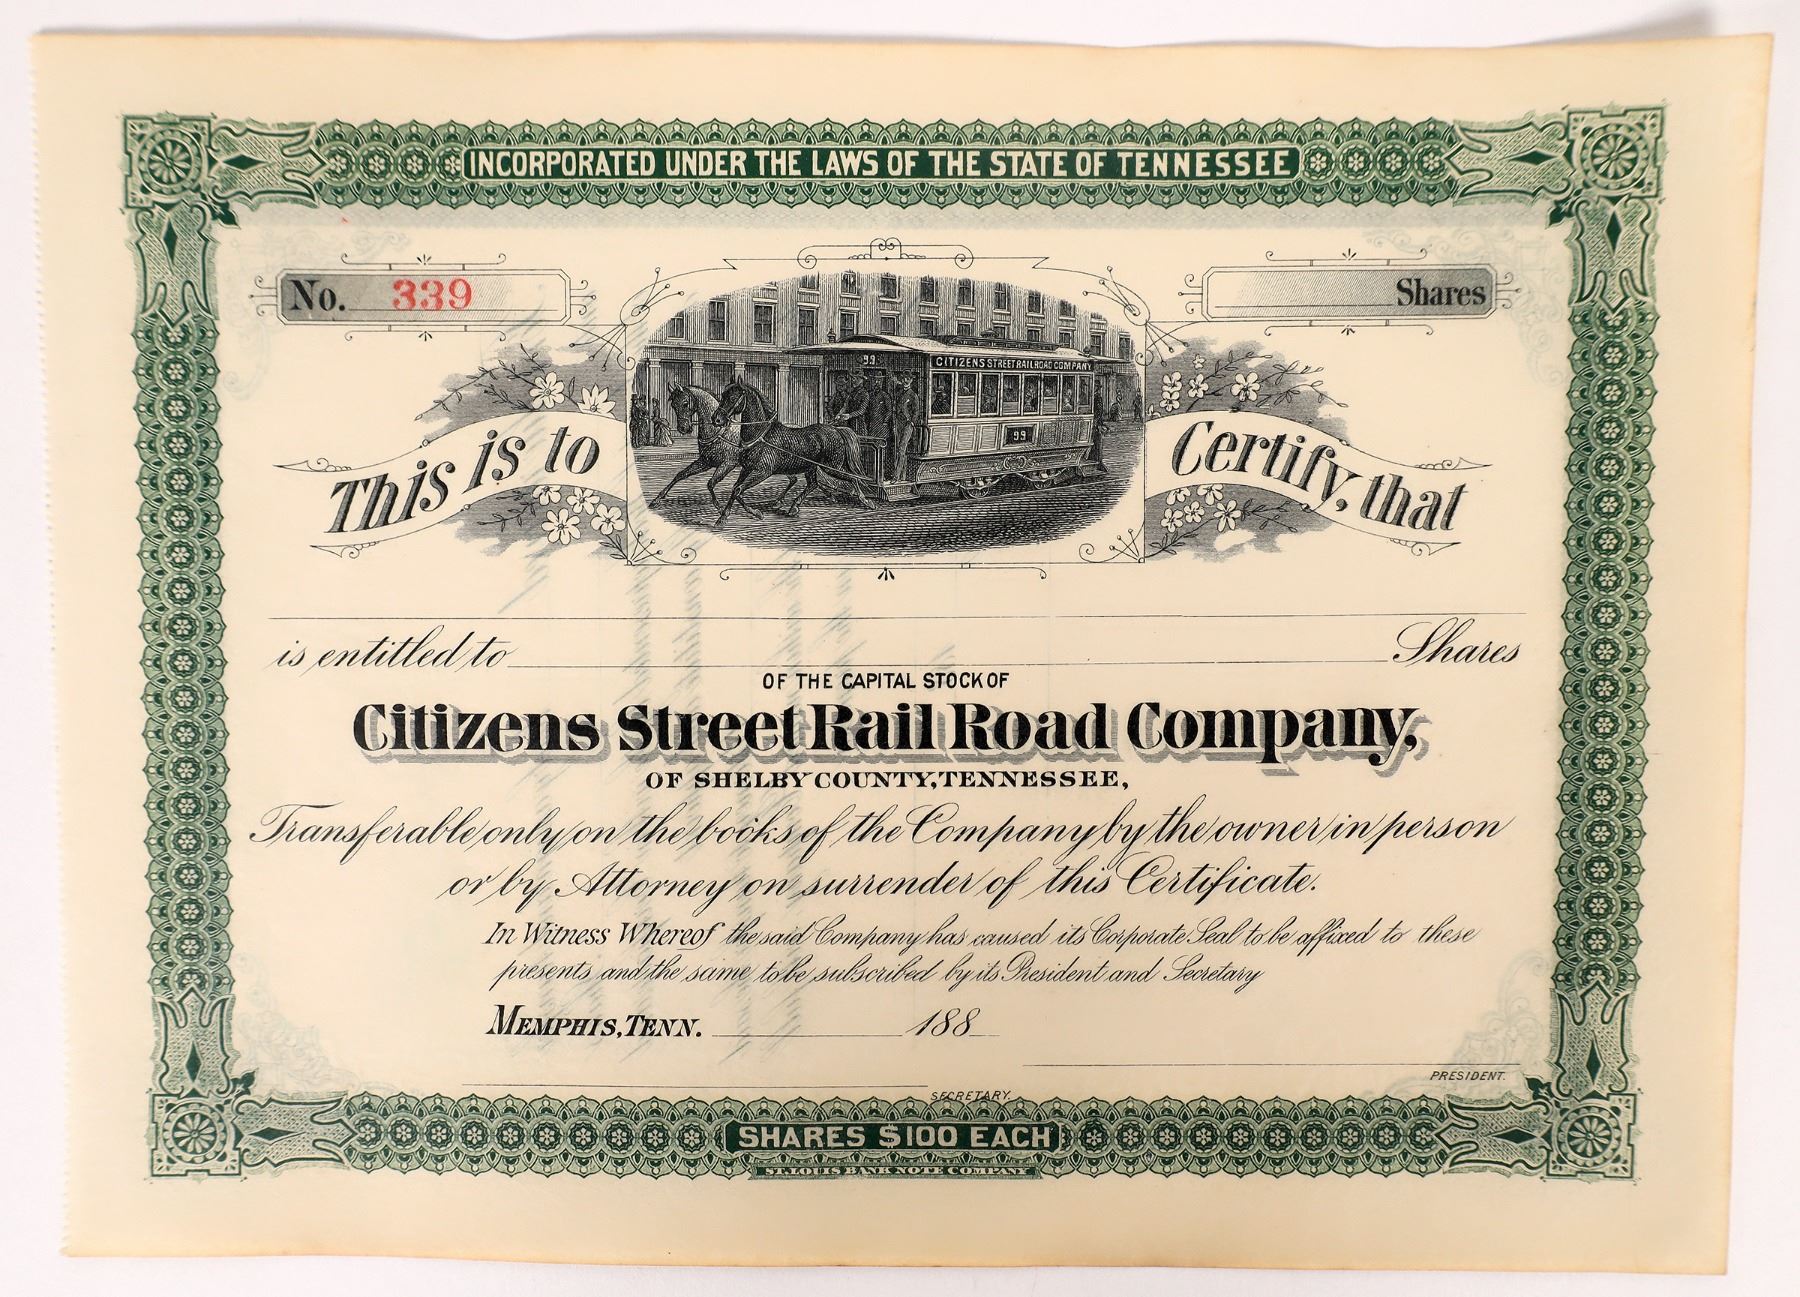 INCORPORATED UNDER THE LAWS OF THE STATE OF TENNESSEE
No. 339
Shares
99
CITIZENS STREET RAILROAD COMPANY
99
This is to Certify, that
is entitled to Shares
OF THE CAPITAL STOCK OF
Citizens Street Rail Road Company,
OF SHELBY COUNTY, TENNESSEE,
Transferable only on the books of the Company by the owner in person
or by Attorney on surrender of this Certificate.
In Witness Whereof the said Company has caused its Corporate Seal to be affixed to these
presents and the same to be subscribed by its President and Secretary
MEMPHIS, TENN. 188
PRESIDENT.
SECRETARY.
SHARES $100 EACH
ST. LOUIS BANK NOTE COMPANY